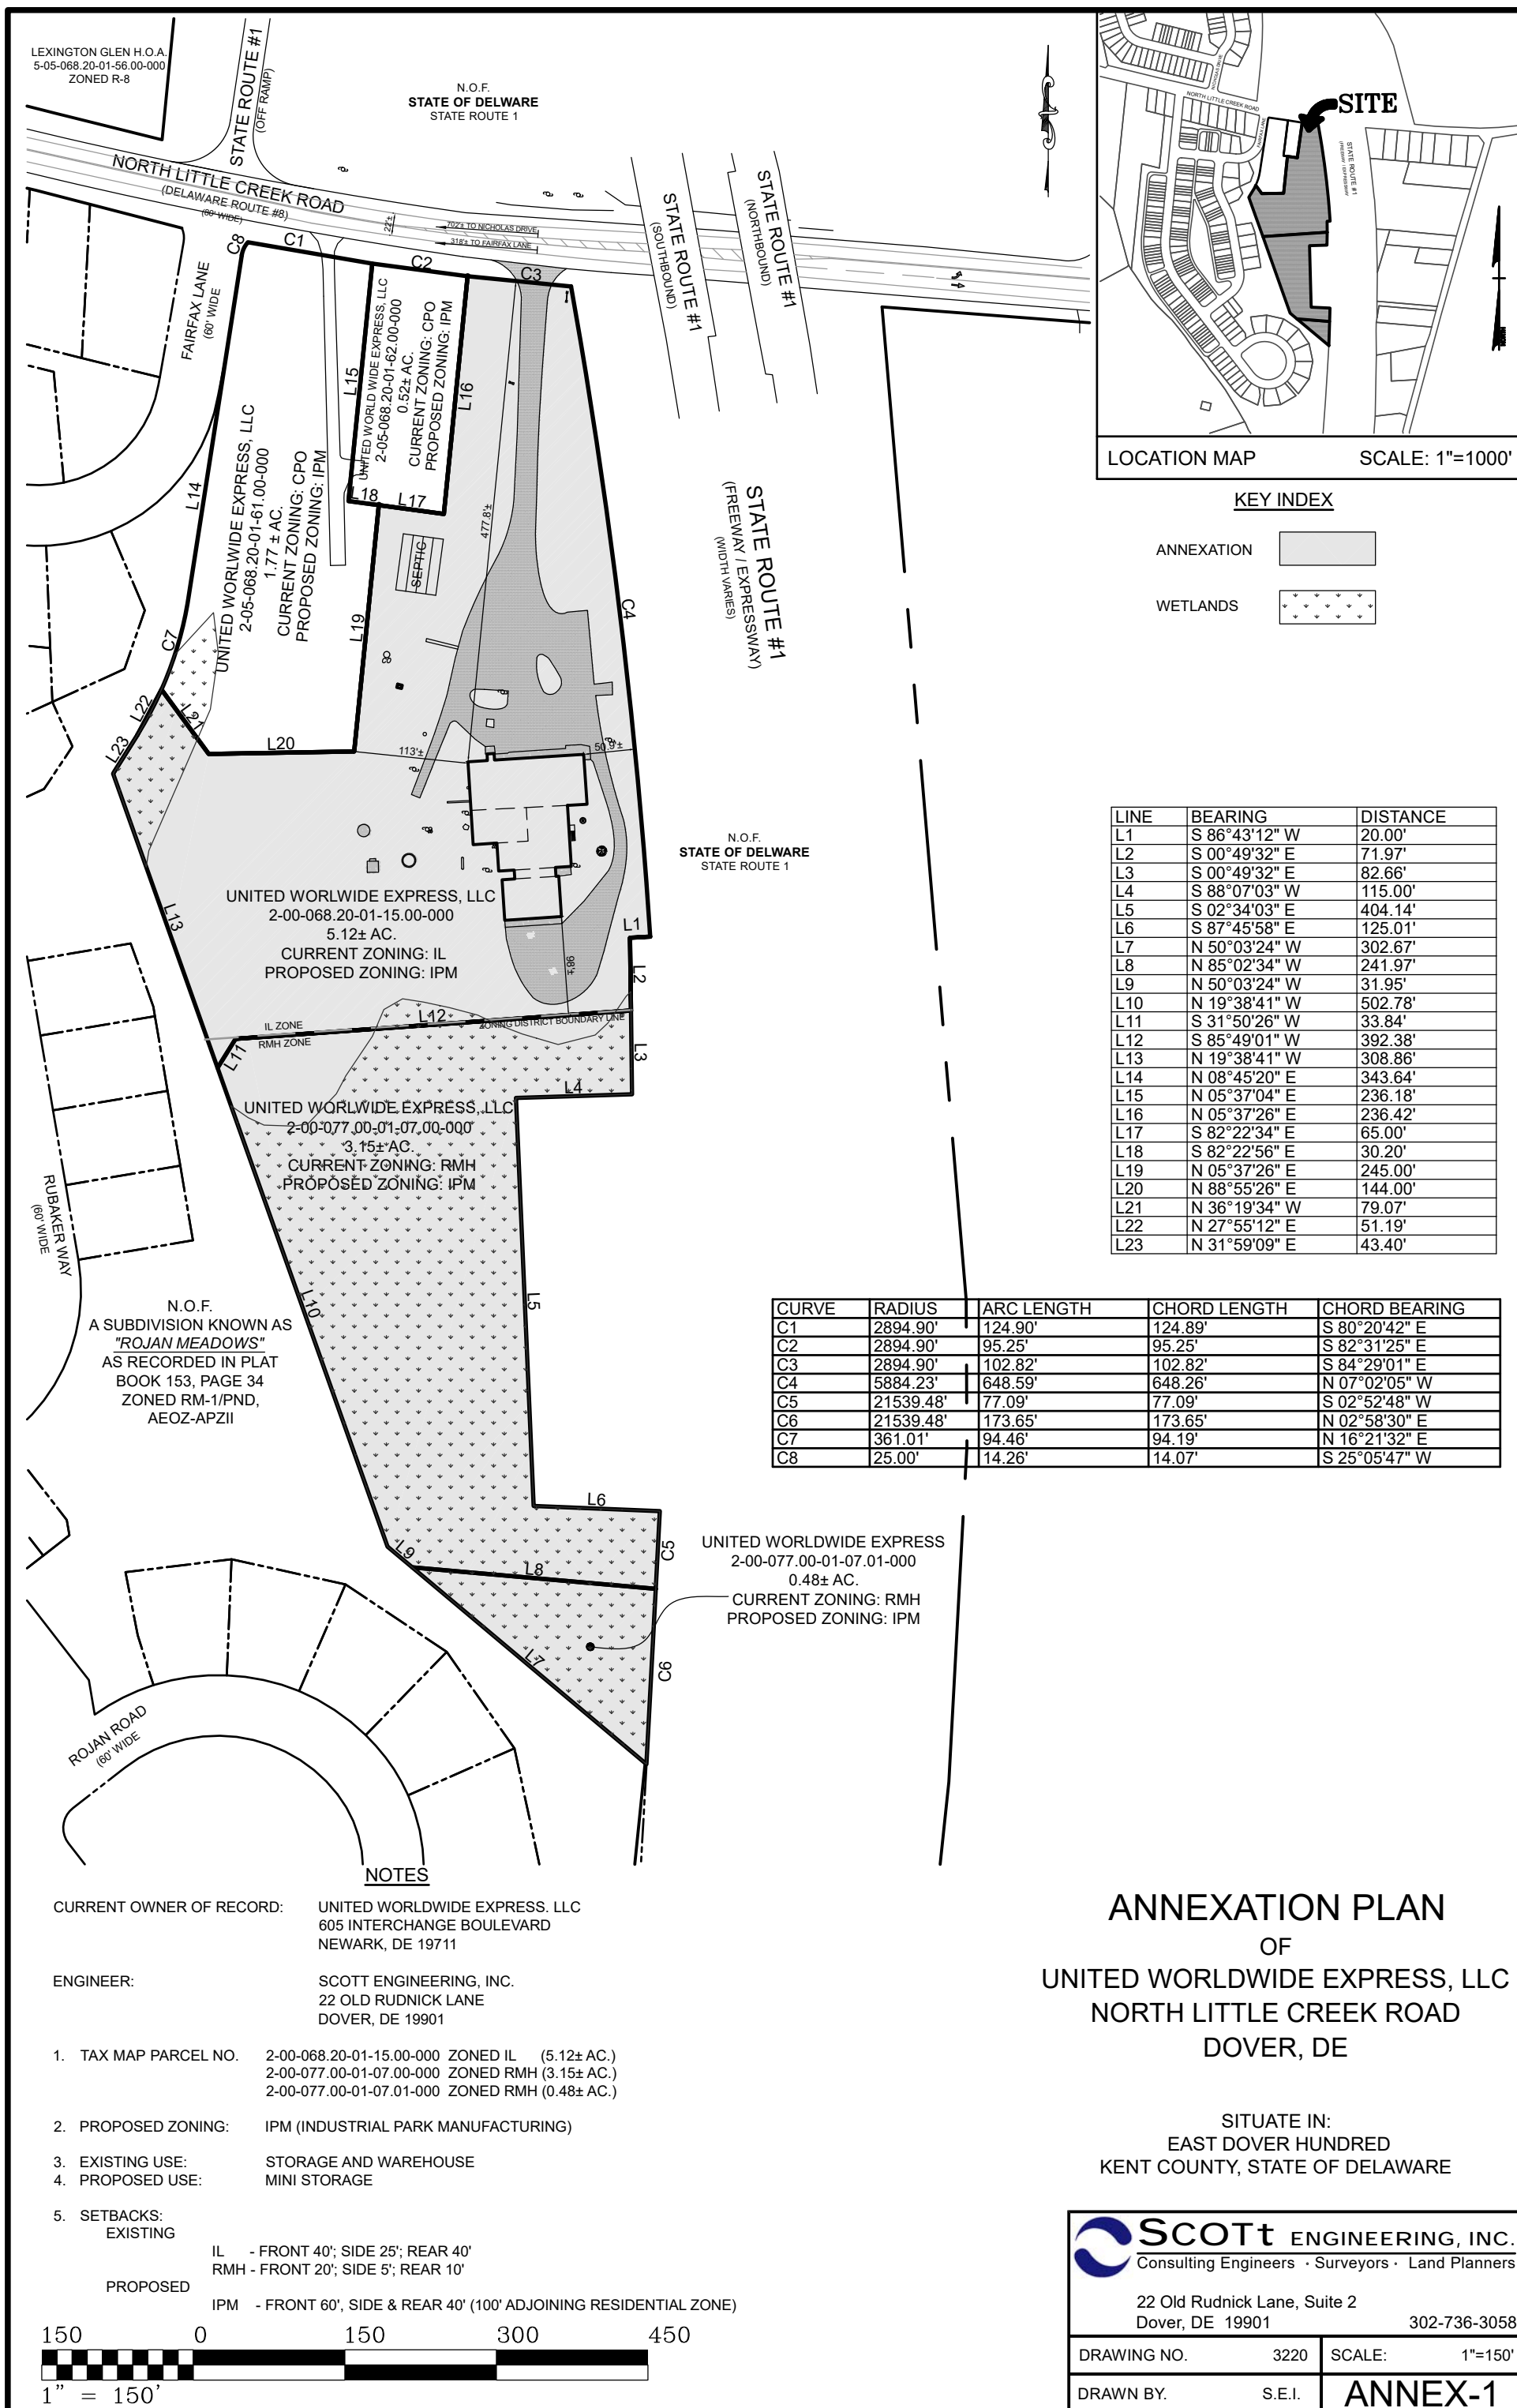 LEXINGTON GLEN H.O.A.
5-05-068.20-01-56.00-000
ZONED R-8
STATE ROUTE #1
(OFF RAMP)
N.O.F.
STATE OF DELWARE
STATE ROUTE 1
NORTH LITTLE CREEK ROAD
(DELAWARE ROUTE #8)
(80' WIDE)
22'±
702'± TO NICHOLAS DRIVE
318'± TO FAIRFAX LANE
STATE ROUTE #1
(SOUTHBOUND)
STATE ROUTE #1
(NORTHBOUND)
NORTH LITTLE CREEK ROAD
SITE
STATE ROUTE #1
LOCATION MAP
SCALE: 1"=1000'
KEY INDEX
ANNEXATION
WETLANDS
C8
C1
C2
C3
FAIRFAX LANE
(60' WIDE)
L14
L15
L16
UNITED WORLD WIDE EXPRESS, LLC
2-05-068.20-01-62.00-000
0.52± AC.
CURRENT ZONING: CPO
PROPOSED ZONING: IPM
UNITED WORLWIDE EXPRESS, LLC
2-05-068.20-01-61.00-000
1.77 ± AC.
CURRENT ZONING: CPO
PROPOSED ZONING: IPM
L18
L17
477.8'±
SEPTIC
STATE ROUTE #1
(FREEWAY / EXPRESSWAY)
(WIDTH VARIES)
C4
L19
C7
L22
L21
L23
L20
113'±
50.9'±
N.O.F.
STATE OF DELAWARE
STATE ROUTE 1
UNITED WORLWIDE EXPRESS, LLC
2-00-068.20-01-15.00-000
5.12± AC.
CURRENT ZONING: IL
PROPOSED ZONING: IPM
L13
L1
L2
98'±
IL ZONE
L12
ZONING DISTRICT BOUNDARY LINE
RMH ZONE
L11
L3
L4
UNITED WORLWIDE EXPRESS, LLC
2-00-077.00-01-07.00-000
3.15± AC.
CURRENT ZONING: RMH
PROPOSED ZONING: IPM
RUBAKER WAY
(60' WIDE)
L10
L5
N.O.F.
A SUBDIVISION KNOWN AS
"ROJAN MEADOWS"
AS RECORDED IN PLAT
BOOK 153, PAGE 34
ZONED RM-1/PND,
AEOZ-APZII
L6
C5
L9
L8
L7
C6
UNITED WORLDWIDE EXPRESS
2-00-077.00-01-07.01-000
0.48± AC.
CURRENT ZONING: RMH
PROPOSED ZONING: IPM
ROJAN ROAD
(60' WIDE
LINE BEARING DISTANCE
L1 S 86°43'12" W 20.00'
L2 S 00°49'32" E 71.97'
L3 S 00°49'32" E 82.66'
L4 S 88°07'03" W 115.00'
L5 S 02°34'03" E 404.14'
L6 S 87°45'58" E 125.01'
L7 N 50°03'24" W 302.67'
L8 N 85°02'34" W 241.97'
L9 N 50°03'24" W 31.95'
L10 N 19°38'41" W 502.78'
L11 S 31°50'26" W 33.84'
L12 S 85°49'01" W 392.38'
L13 N 19°38'41" W 308.86'
L14 N 08°45'20" E 343.64'
L15 N 05°37'04" E 236.18'
L16 N 05°37'26" E 236.42'
L17 S 82°22'34" E 65.00'
L18 S 82°22'56" E 30.20'
L19 N 05°37'26" E 245.00'
L20 N 88°55'26" E 144.00'
L21 N 36°19'34" W 79.07'
L22 N 27°55'12" E 51.19'
L23 N 31°59'09" E 43.40'
CURVE RADIUS ARC LENGTH CHORD LENGTH CHORD BEARING
C1 2894.90' 124.90' 124.89' S 80°20'42" E
C2 2894.90' 95.25' 95.25' S 82°31'25" E
C3 2894.90' 102.82' 102.82' S 84°29'01" E
C4 5884.23' 648.59' 648.26' N 07°02'05" W
C5 21539.48' 77.09' 77.09' S 02°52'48" W
C6 21539.48' 173.65' 173.65' N 02°58'30" E
C7 361.01' 94.46' 94.19' N 16°21'32" E
C8 25.00' 14.26' 14.07' S 25°05'47" W
NOTES
CURRENT OWNER OF RECORD: UNITED WORLDWIDE EXPRESS. LLC
605 INTERCHANGE BOULEVARD
NEWARK, DE 19711
ENGINEER: SCOTT ENGINEERING, INC.
22 OLD RUDNICK LANE
DOVER, DE 19901
1. TAX MAP PARCEL NO. 2-00-068.20-01-15.00-000 ZONED IL (5.12± AC.)
2-00-077.00-01-07.00-000 ZONED RMH (3.15± AC.)
2-00-077.00-01-07.01-000 ZONED RMH (0.48± AC.)
2. PROPOSED ZONING: IPM (INDUSTRIAL PARK MANUFACTURING)
3. EXISTING USE: STORAGE AND WAREHOUSE
4. PROPOSED USE: MINI STORAGE
5. SETBACKS:
EXISTING
IL - FRONT 40'; SIDE 25'; REAR 40'
RMH - FRONT 20'; SIDE 5'; REAR 10'
PROPOSED
IPM - FRONT 60', SIDE & REAR 40' (100' ADJOINING RESIDENTIAL ZONE)
150 0 150 300 450
1" = 150'
ANNEXATION PLAN
OF
UNITED WORLDWIDE EXPRESS, LLC
NORTH LITTLE CREEK ROAD
DOVER, DE
SITUATE IN:
EAST DOVER HUNDRED
KENT COUNTY, STATE OF DELAWARE
SCOTt ENGINEERING, INC.
Consulting Engineers · Surveyors · Land Planners
22 Old Rudnick Lane, Suite 2
Dover, DE 19901 302-736-3058
DRAWING NO. 3220 SCALE: 1"=150'
DRAWN BY. S.E.I. ANNEX-1